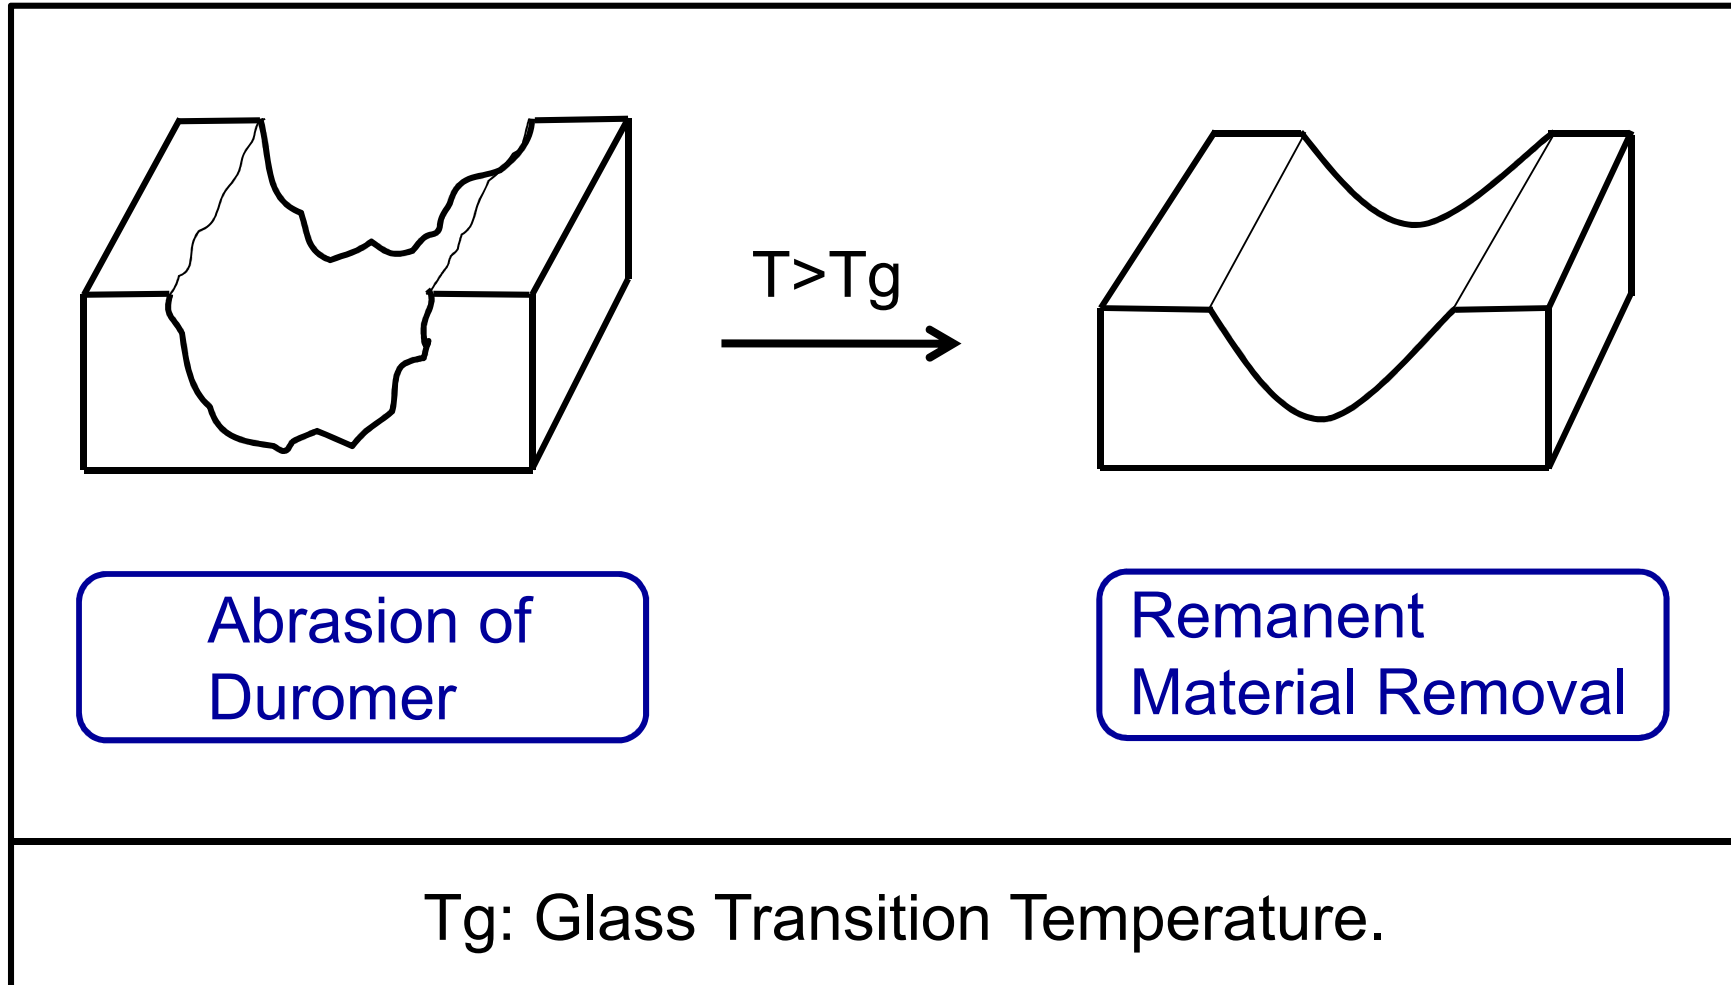 T>Tg
Abrasion of
Duromer
Remanent
Material Removal
Tg: Glass Transition Temperature.